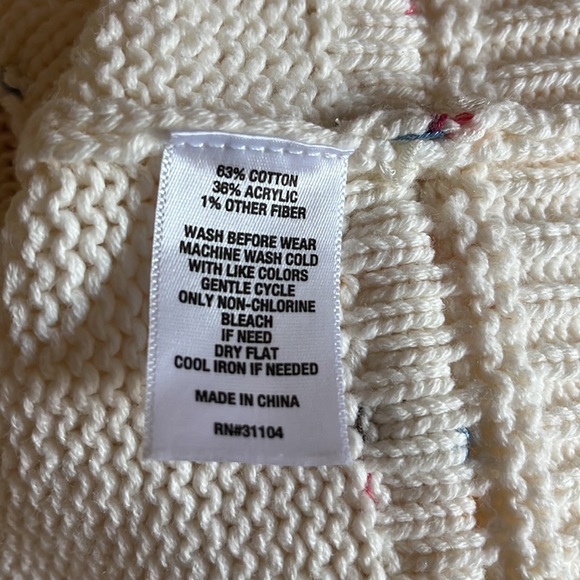 63% COTTON
36% ACRYLIC
1% OTHER FIBER
WASH BEFORE WEAR
MACHINE WASH COLD
WITH LIKE COLORS
GENTLE CYCLE
ONLY NON-CHLORINE
BLEACH
IF NEED
DRY FLAT
COOL IRON IF NEEDED
MADE IN CHINA
RN#31104